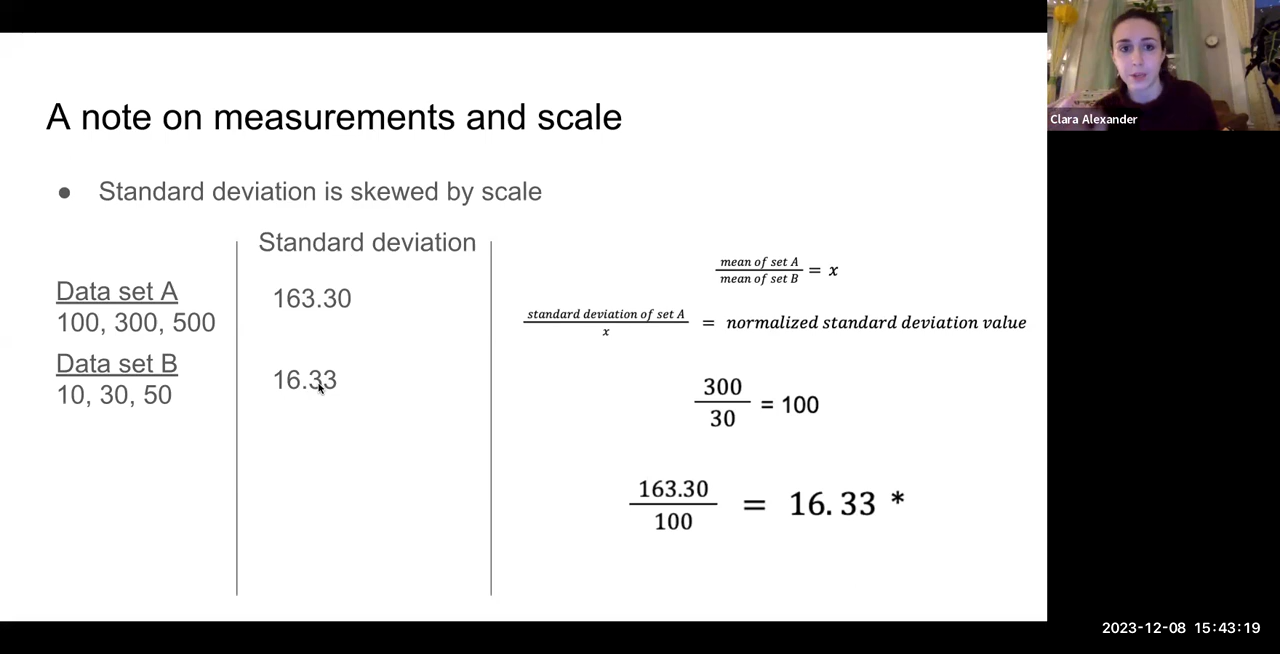 A note on measurements and scale
● Standard deviation is skewed by scale
Standard deviation
Data set A
100, 300, 500
163.30
Data set B
10, 30, 50
16.33
mean of set A / mean of set B = x
standard deviation of set A / x = normalized standard deviation value
300 / 30 = 100
163.30 / 100 = 16.33 *
Clara Alexander
2023-12-08 15:43:19